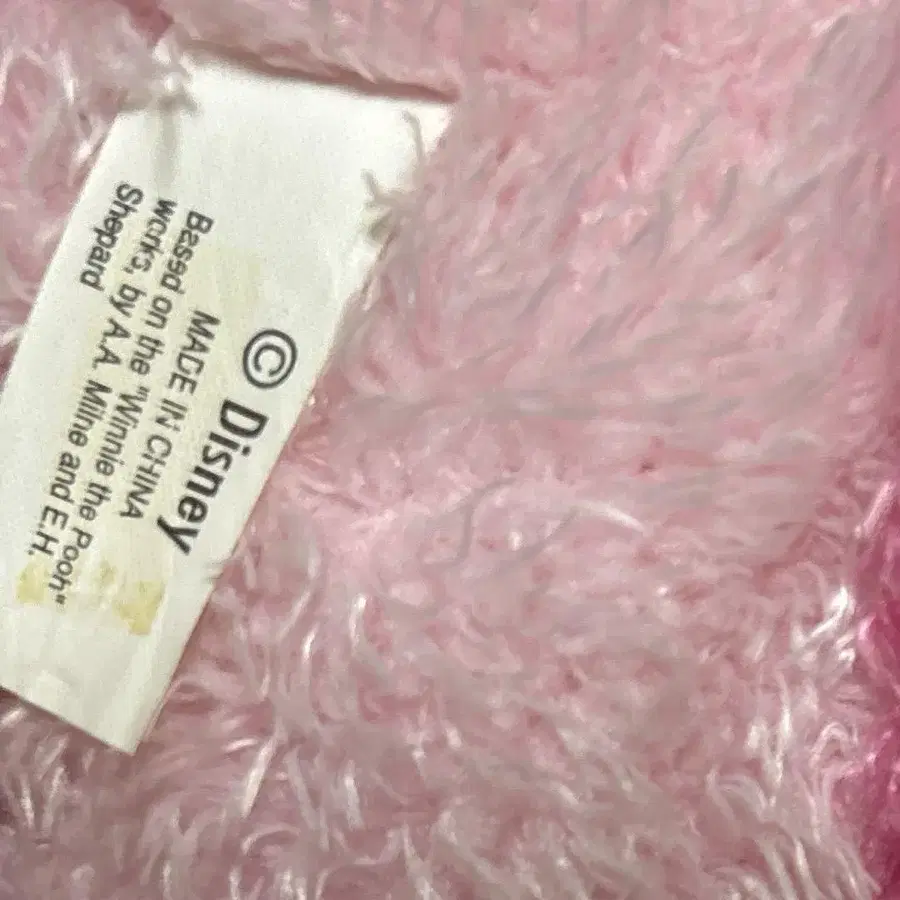 © Disney
MADE IN CHINA
Based on the "Winnie the Pooh"
works, by A.A. Milne and E.H.
Shepard